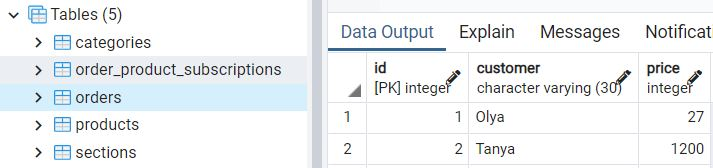 Tables (5)
categories
order_product_subscriptions
orders
products
sections
Data Output Explain Messages Notificat
id customer price
[PK] integer character varying (30) integer
1 1 Olya 27
2 2 Tanya 1200